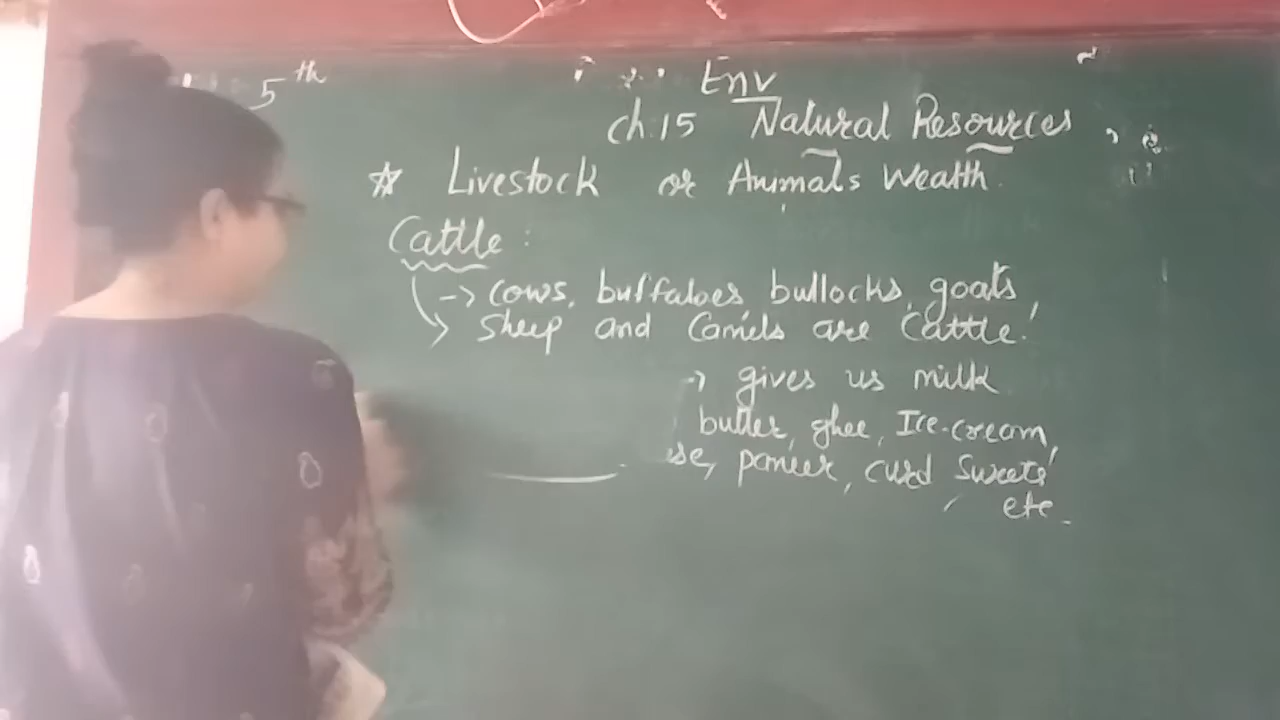 5th
Env
ch.15 Natural Resources
☆ Livestock or Animals Wealth.
Cattle :
-> Cows, buffaloes, bullocks, goats,
-> Sheep and Camels are Cattle.
-> gives us milk
butter, ghee, Ice-cream,
se, paneer, curd, Sweets
etc.